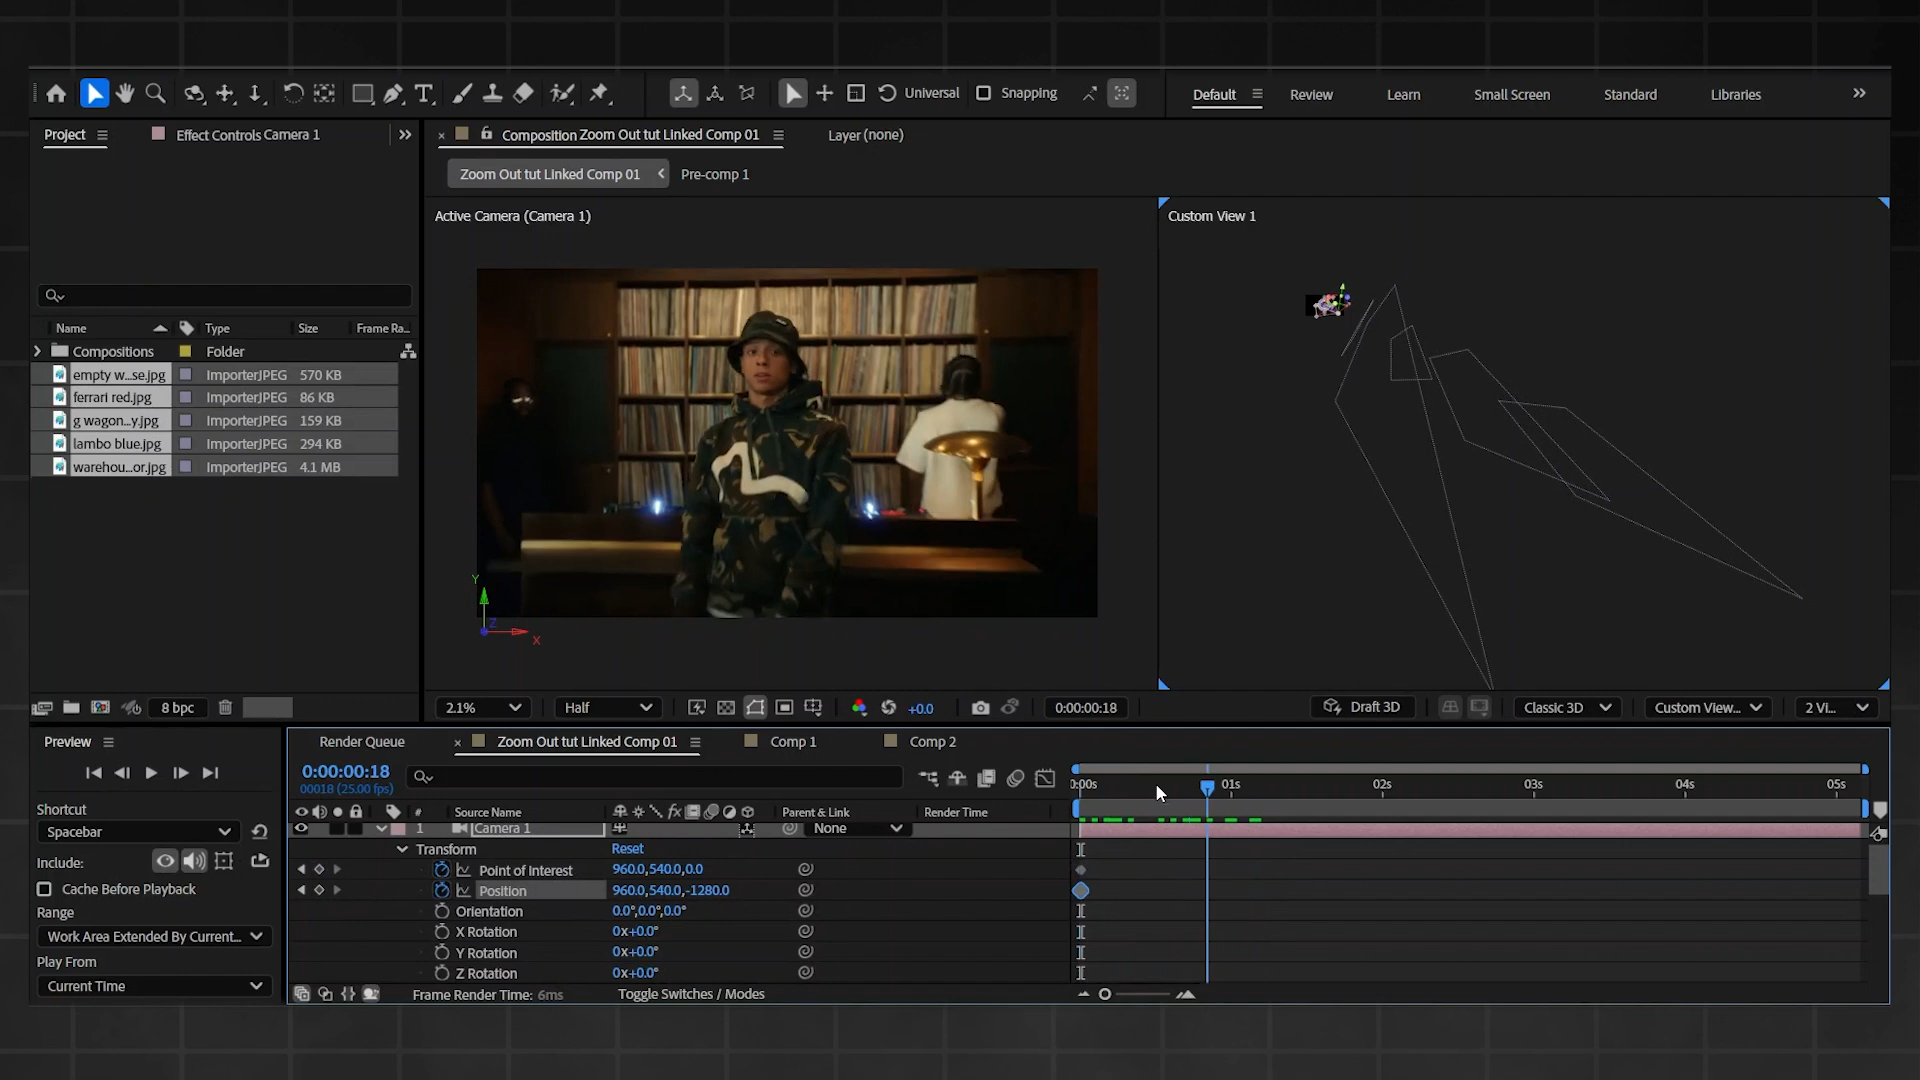 Universal
Snapping
Default
Review
Learn
Small Screen
Standard
Libraries
Project
Effect Controls Camera 1
Composition Zoom Out tut Linked Comp 01
Layer (none)
Zoom Out tut Linked Comp 01
Pre-comp 1
Active Camera (Camera 1)
Custom View 1
Name
Type
Size
Frame Ra...
Compositions
Folder
empty w...se.jpg
ImporterJPEG
570 KB
ferrari red.jpg
ImporterJPEG
86 KB
g wagon...y.jpg
ImporterJPEG
159 KB
lambo blue.jpg
ImporterJPEG
294 KB
warehou...or.jpg
ImporterJPEG
4.1 MB
Y
Z
X
8 bpc
2.1%
Half
+0.0
0:00:00:18
Draft 3D
Classic 3D
Custom View...
2 Vi...
Preview
Render Queue
Zoom Out tut Linked Comp 01
Comp 1
Comp 2
0:00:00:18
00018 (25.00 fps)
0:00s
01s
02s
03s
04s
05s
Shortcut
Spacebar
Include:
Cache Before Playback
Range
Work Area Extended By Current...
Play From
Current Time
#
Source Name
fx
Parent & Link
Render Time
1
Camera 1
None
Transform
Reset
Point of Interest
960.0,540.0,0.0
Position
960.0,540.0,-1280.0
Orientation
0.0°,0.0°,0.0°
X Rotation
0x+0.0°
Y Rotation
0x+0.0°
Z Rotation
0x+0.0°
Frame Render Time: 6ms
Toggle Switches / Modes